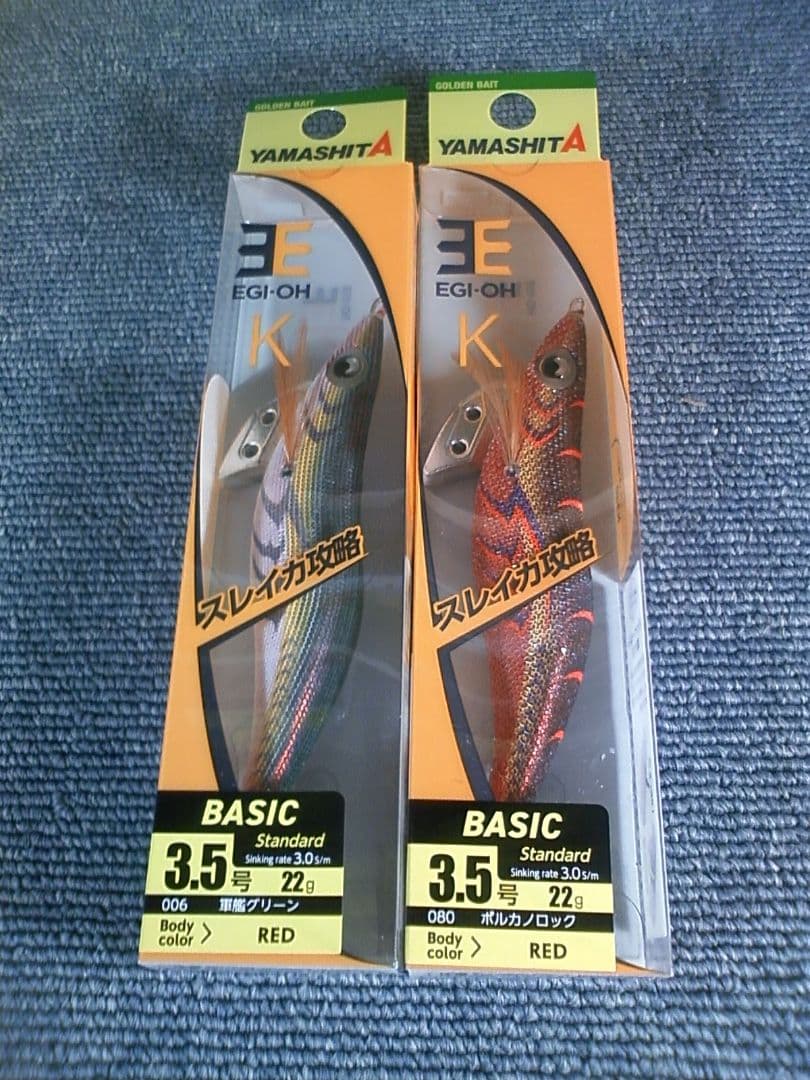 GOLDEN BAIT
YAMASHITA
EGI-OH
K
スレイカ攻略
BASIC
Standard
Sinking rate 3.0 S/m
3.5号 22g
006 軍艦グリーン
Body color > RED
GOLDEN BAIT
YAMASHITA
EGI-OH
K
スレイカ攻略
BASIC
Standard
Sinking rate 3.0 S/m
3.5号 22g
080 ボルカノロック
Body color > RED